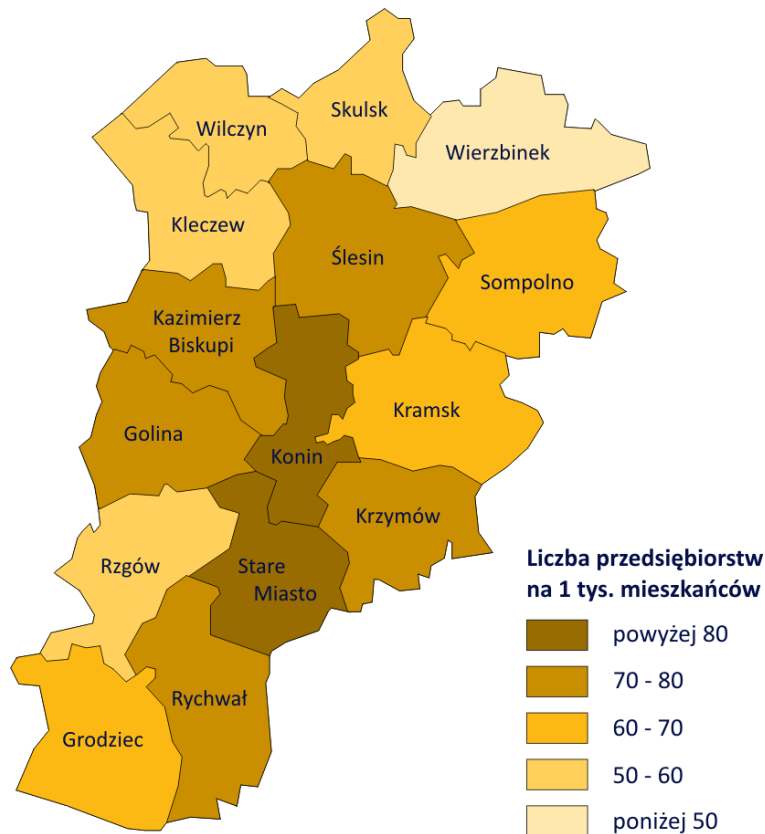 Skulsk
Wilczyn
Wierzbinek
Kleczew
Ślesin
Sompolno
Kazimierz
Biskupi
Kramsk
Golina
Konin
Krzymów
Rzgów
Stare
Miasto
Rychwał
Grodziec
Liczba przedsiębiorstw
na 1 tys. mieszkańców
powyżej 80
70 - 80
60 - 70
50 - 60
poniżej 50